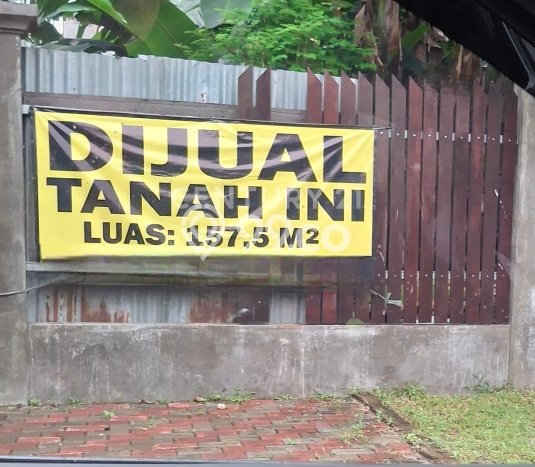 DIJUAL
TANAH INI
LUAS: 157,5 M²